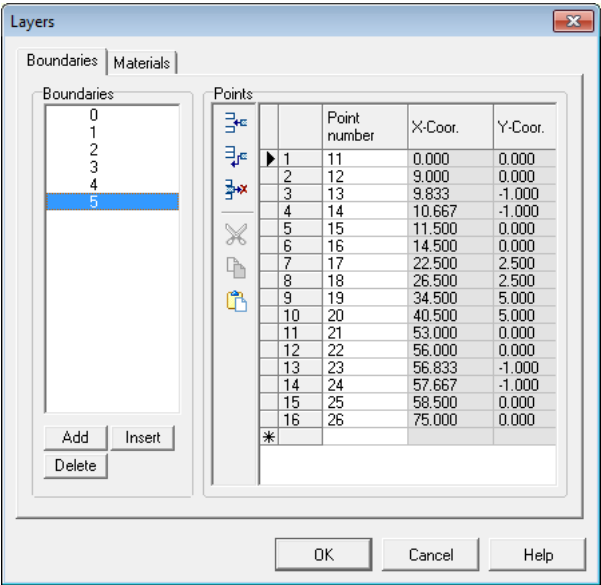 Layers
Boundaries Materials
Boundaries
0
1
2
3
4
5
Add Insert
Delete
Points
Point number X-Coor. Y-Coor.
1 11 0.000 0.000
2 12 9.000 0.000
3 13 9.833 -1.000
4 14 10.667 -1.000
5 15 11.500 0.000
6 16 14.500 0.000
7 17 22.500 2.500
8 18 26.500 2.500
9 19 34.500 5.000
10 20 40.500 5.000
11 21 53.000 0.000
12 22 56.000 0.000
13 23 56.833 -1.000
14 24 57.667 -1.000
15 25 58.500 0.000
16 26 75.000 0.000
OK Cancel Help